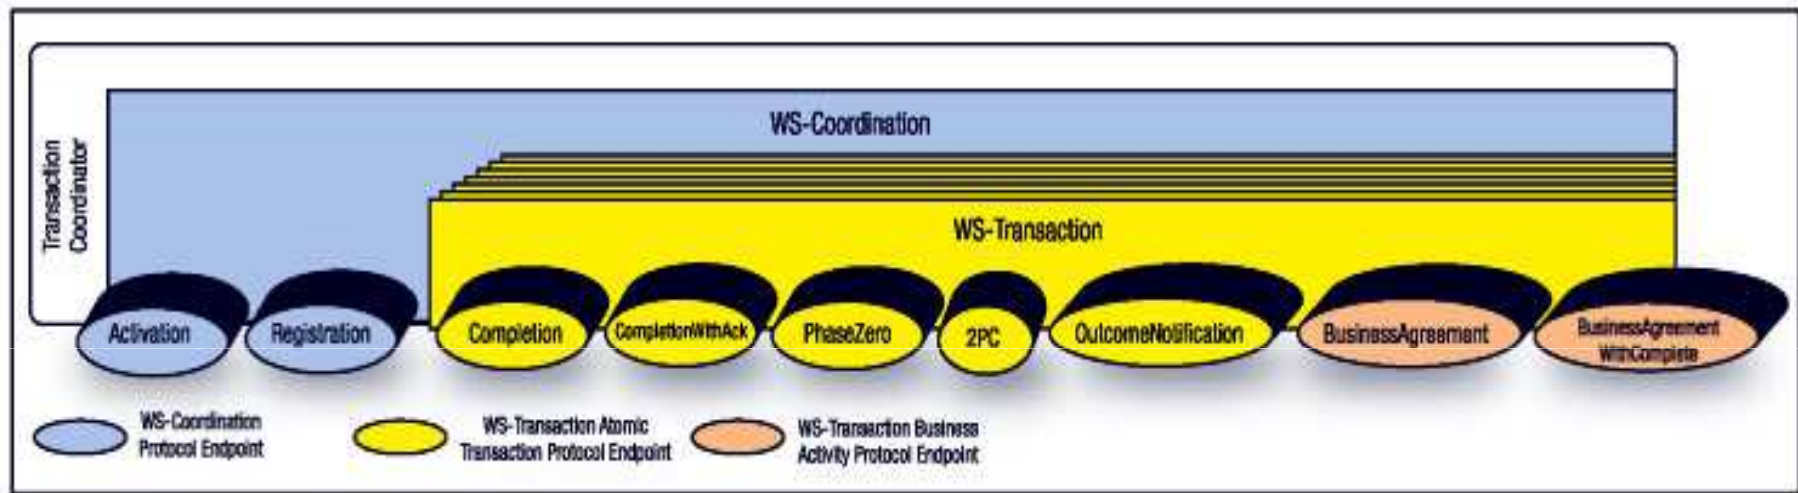 Transaction
Coordinator
WS-Coordination
WS-Transaction
Activation
Registration
Completion
CompletionWithAck
PhaseZero
2PC
OutcomeNotification
BusinessAgreement
BusinessAgreement
WithComplete
WS-Coordination
Protocol Endpoint
WS-Transaction Atomic
Transaction Protocol Endpoint
WS-Transaction Business
Activity Protocol Endpoint